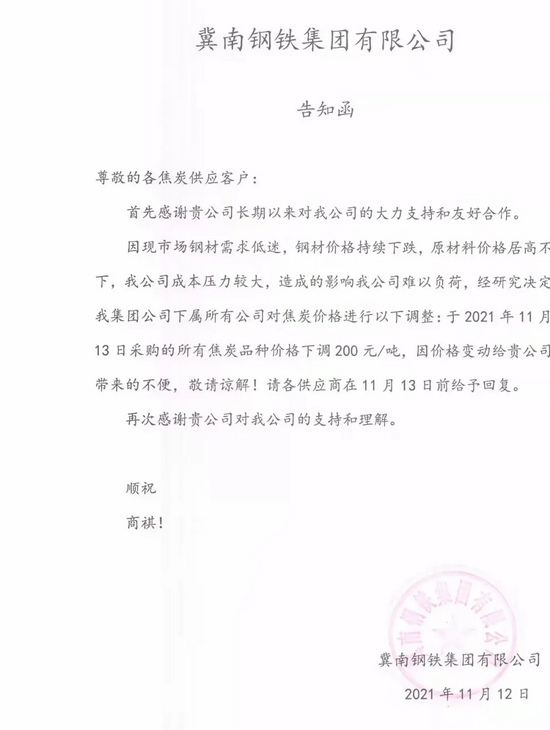 冀南钢铁集团有限公司
告知函
尊敬的各焦炭供应客户：
首先感谢贵公司长期以来对我公司的大力支持和友好合作。
因现市场钢材需求低迷，钢材价格持续下跌，原材料价格居高不
下，我公司成本压力较大，造成的影响我公司难以负荷，经研究决定
我集团公司下属所有公司对焦炭价格进行以下调整：于 2021 年 11 月
13 日采购的所有焦炭品种价格下调 200 元/吨，因价格变动给贵公司
带来的不便，敬请谅解！请各供应商在 11 月 13 日前给予回复。
再次感谢贵公司对我公司的支持和理解。
顺祝
商祺！
冀南钢铁集团有限公司
冀南钢铁集团有限公司
2021 年 11 月 12 日